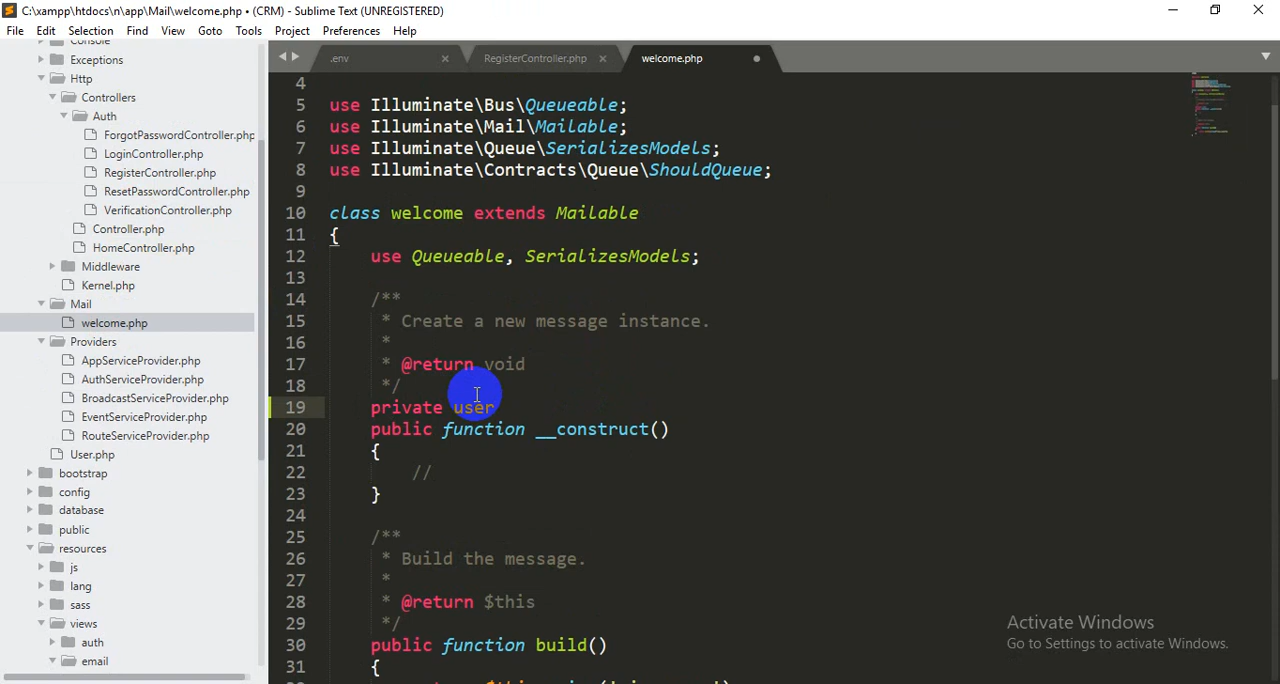 C:\xampp\htdocs\n\app\Mail\welcome.php • (CRM) - Sublime Text (UNREGISTERED)
File Edit Selection Find View Goto Tools Project Preferences Help
Console
Exceptions
Http
Controllers
Auth
ForgotPasswordController.php
LoginController.php
RegisterController.php
ResetPasswordController.php
VerificationController.php
Controller.php
HomeController.php
Middleware
Kernel.php
Mail
welcome.php
Providers
AppServiceProvider.php
AuthServiceProvider.php
BroadcastServiceProvider.php
EventServiceProvider.php
RouteServiceProvider.php
User.php
bootstrap
config
database
public
resources
js
lang
sass
views
auth
email
.env RegisterController.php welcome.php
4
5 use Illuminate\Bus\Queueable;
6 use Illuminate\Mail\Mailable;
7 use Illuminate\Queue\SerializesModels;
8 use Illuminate\Contracts\Queue\ShouldQueue;
9
10 class welcome extends Mailable
11 {
12 use Queueable, SerializesModels;
13
14 /**
15 * Create a new message instance.
16 *
17 * @return void
18 */
19 private user
20 public function __construct()
21 {
22 //
23 }
24
25 /**
26 * Build the message.
27 *
28 * @return $this
29 */
30 public function build()
31 {
Activate Windows
Go to Settings to activate Windows.